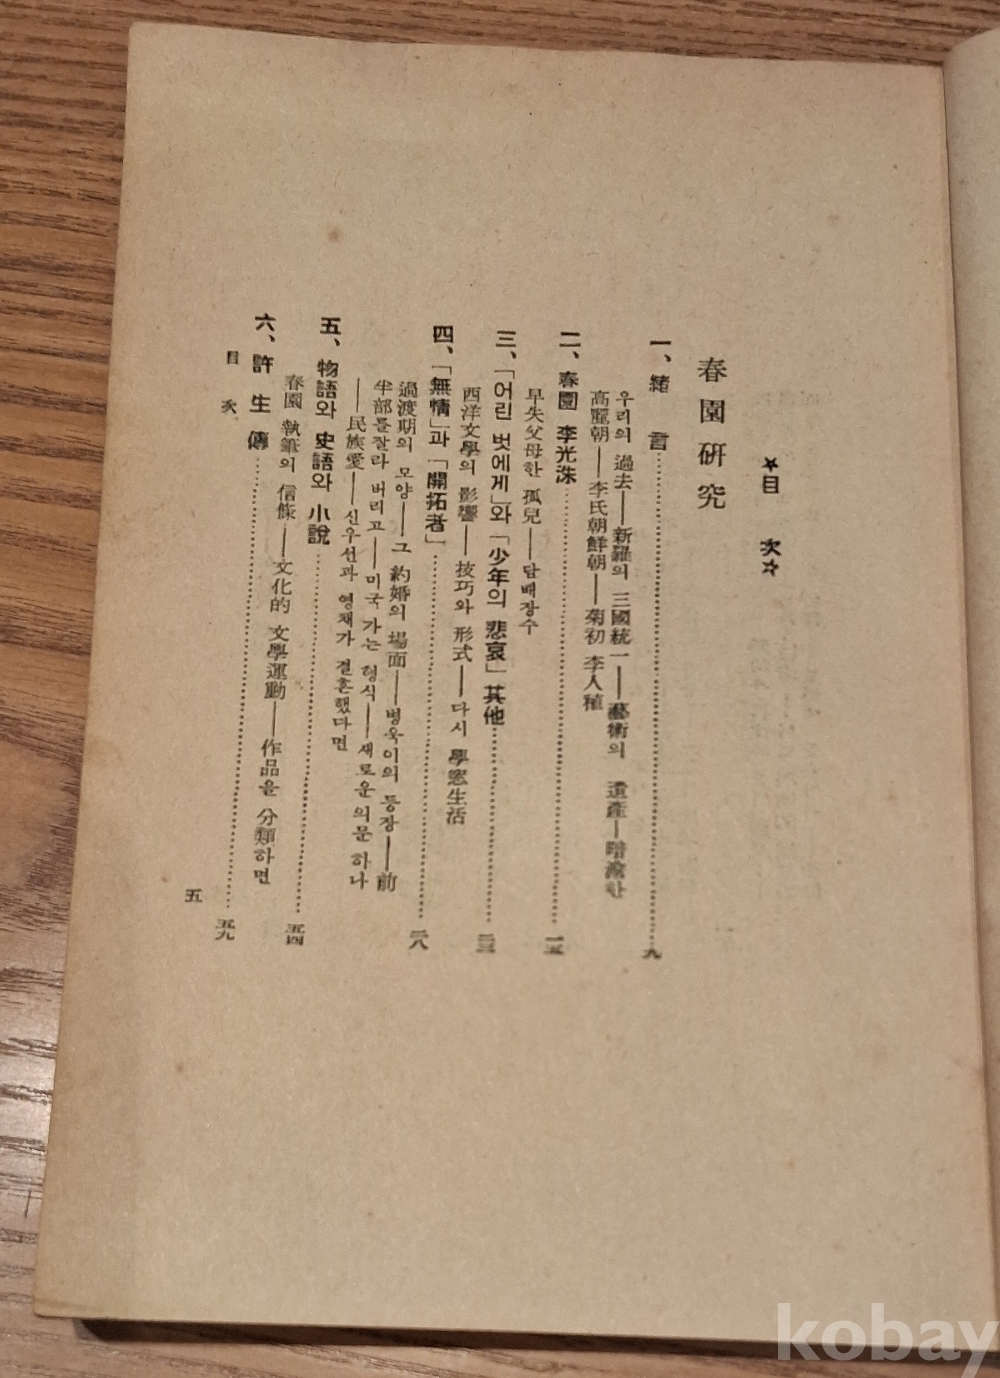 ★目 次☆
春園硏究
一、緖 言……九
우리의 過去——新羅의 三國統一——藝術의 遺產—暗澹한
高麗朝——李氏朝鮮朝——菊初 李人稙
二、春園 李光洙……一五
早失父母한 孤兒——담배장수
三、「어린 벗에게」와 「少年의 悲哀」 其他……二三
西洋文學의 影響——技巧와 形式——다시 學窓生活
四、「無情」과 「開拓者」……二八
過渡期의 모양——그 約婚의 場面——병욱이의 등장——前
半部를잘라 버리고——미국 가는 형식——새로운 의문 하나
——民族愛——신우선과 영채가 결혼했다면
五、物語와 史語와 小說……五四
春園 執筆의 信條——文化的 文學運動——作品을 分類하면
六、許 生 傳……五九
目 次
五
kobay